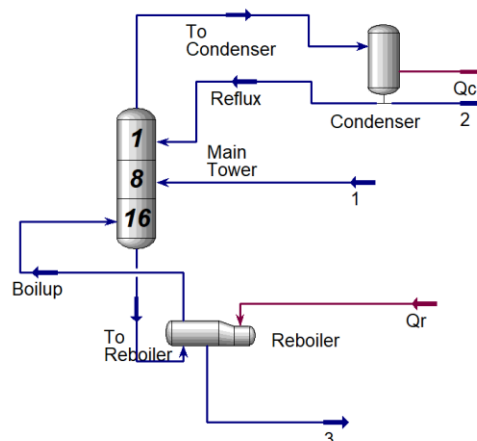 To
Condenser
Qc
Reflux
Condenser
2
1
Main
Tower
8
1
16
Boilup
To
Reboiler
Reboiler
Qr
3